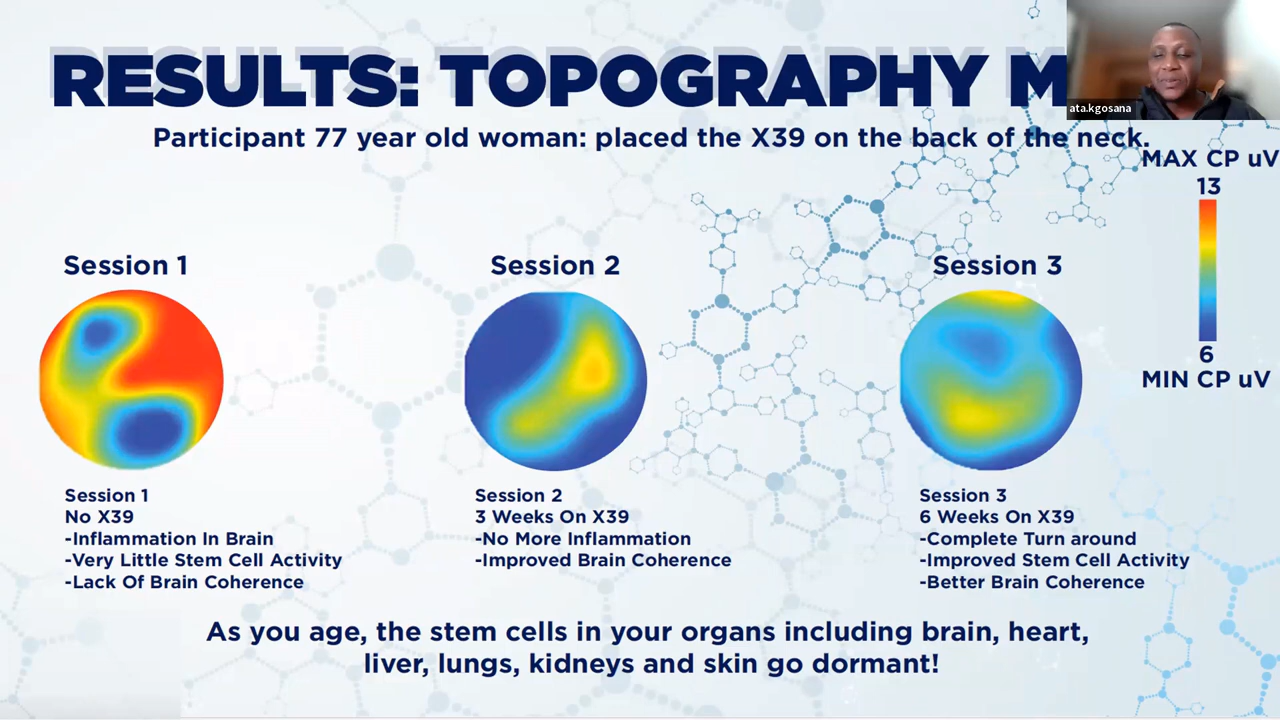 RESULTS: TOPOGRAPHY M
ata.kgosana
Participant 77 year old woman: placed the X39 on the back of the neck.
MAX CP uV
13
6
MIN CP uV
Session 1
Session 2
Session 3
Session 1
No X39
-Inflammation In Brain
-Very Little Stem Cell Activity
-Lack Of Brain Coherence
Session 2
3 Weeks On X39
-No More Inflammation
-Improved Brain Coherence
Session 3
6 Weeks On X39
-Complete Turn around
-Improved Stem Cell Activity
-Better Brain Coherence
As you age, the stem cells in your organs including brain, heart,
liver, lungs, kidneys and skin go dormant!